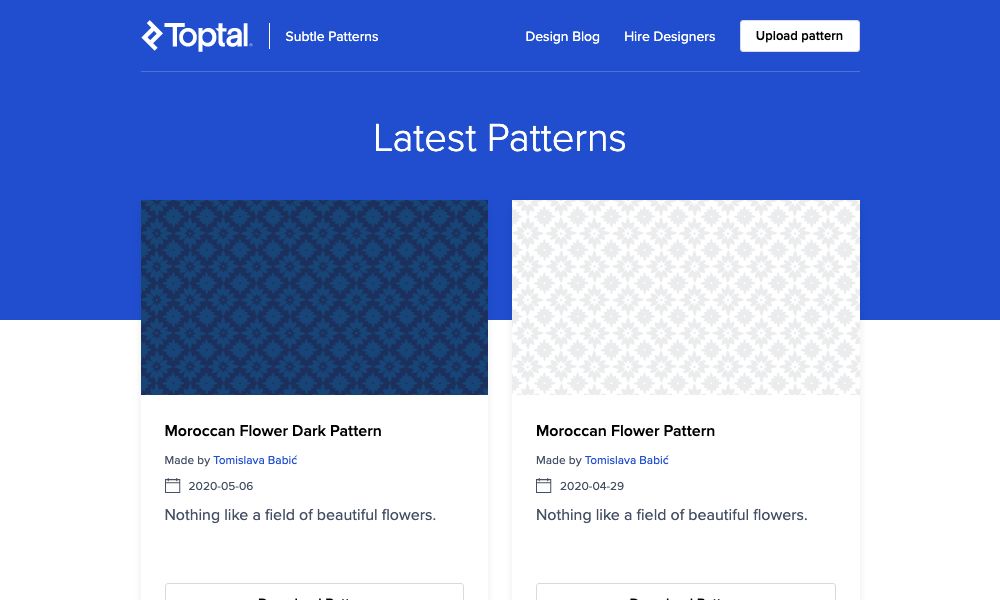 Toptal
Subtle Patterns
Design Blog
Hire Designers
Upload pattern
Latest Patterns
Moroccan Flower Dark Pattern
Made by Tomislava Babić
2020-05-06
Nothing like a field of beautiful flowers.
Moroccan Flower Pattern
Made by Tomislava Babić
2020-04-29
Nothing like a field of beautiful flowers.